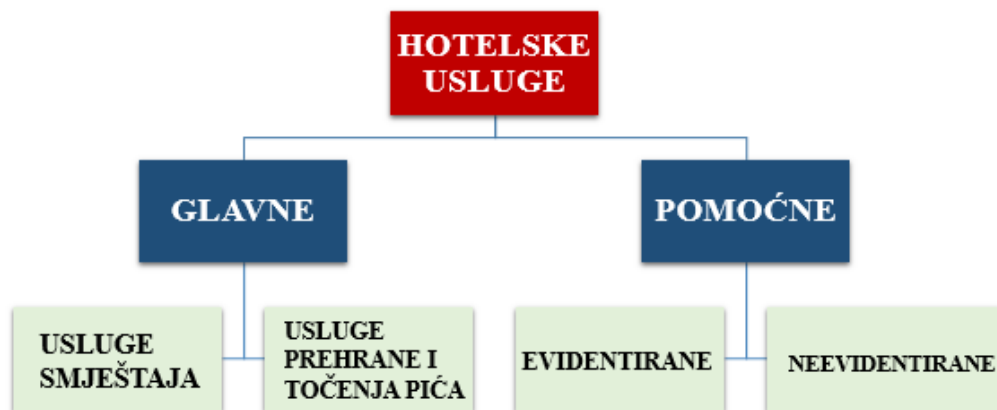 HOTELSKE
USLUGE
GLAVNE
POMOĆNE
USLUGE
SMJEŠTAJA
USLUGE
PREHRANE I
TOČENJA PIĆA
EVIDENTIRANE
NEEVIDENTIRANE